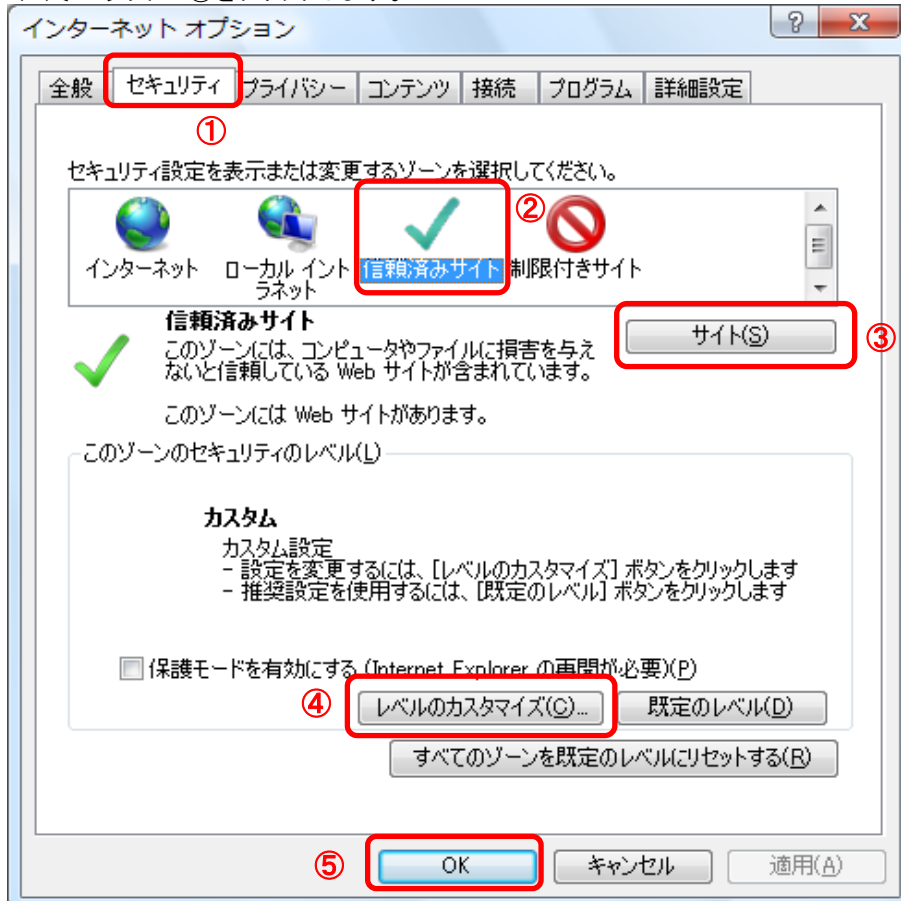 インターネット オプション
全般 セキュリティ プライバシー コンテンツ 接続 プログラム 詳細設定
①
セキュリティ設定を表示または変更するゾーンを選択してください。
②
インターネット ローカル イントラネット 信頼済みサイト 制限付きサイト
信頼済みサイト
サイト(S)
③
このゾーンには、コンピュータやファイルに損害を与え
ないと信頼している Web サイトが含まれています。
このゾーンには Web サイトがあります。
このゾーンのセキュリティのレベル(L)
カスタム
カスタム設定
- 設定を変更するには、[レベルのカスタマイズ] ボタンをクリックします
- 推奨設定を使用するには、[既定のレベル] ボタンをクリックします
保護モードを有効にする (Internet Explorer の再開が必要)(P)
④ レベルのカスタマイズ(C)... 既定のレベル(D)
すべてのゾーンを既定のレベルにリセットする(R)
⑤ OK キャンセル 適用(A)